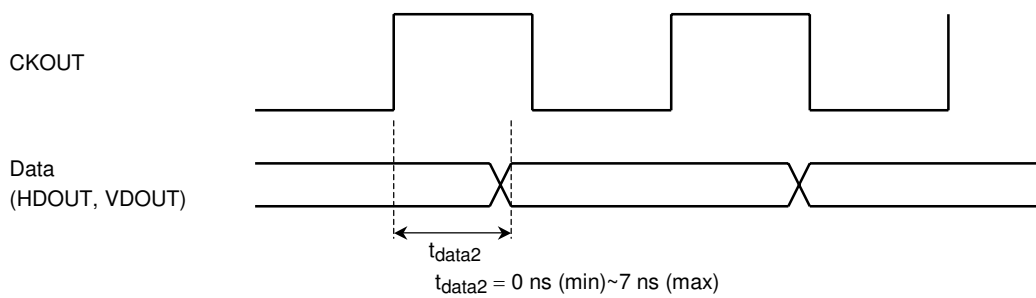 CKOUT
Data
(HDOUT, VDOUT)
tdata2
tdata2 = 0 ns (min)~7 ns (max)